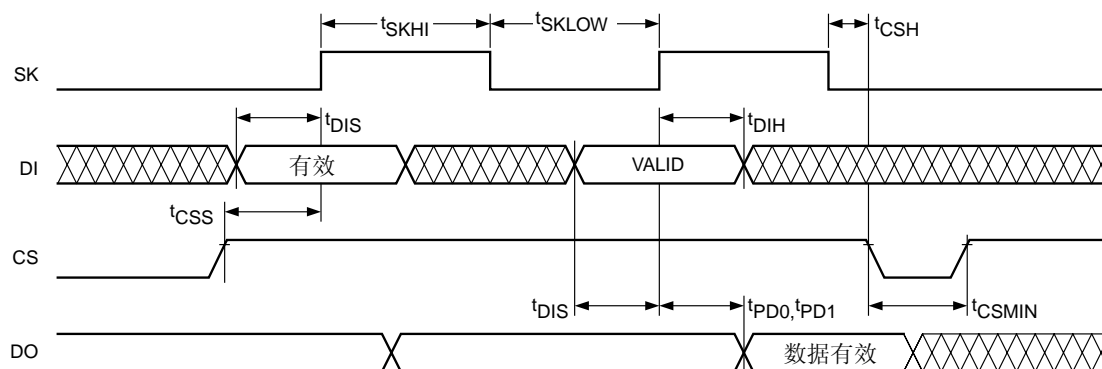 tSKHI
tSKLOW
tCSH
SK
tDIS
tDIH
DI
有效
VALID
tCSS
CS
tDIS
tPD0,tPD1
tCSMIN
DO
数据有效